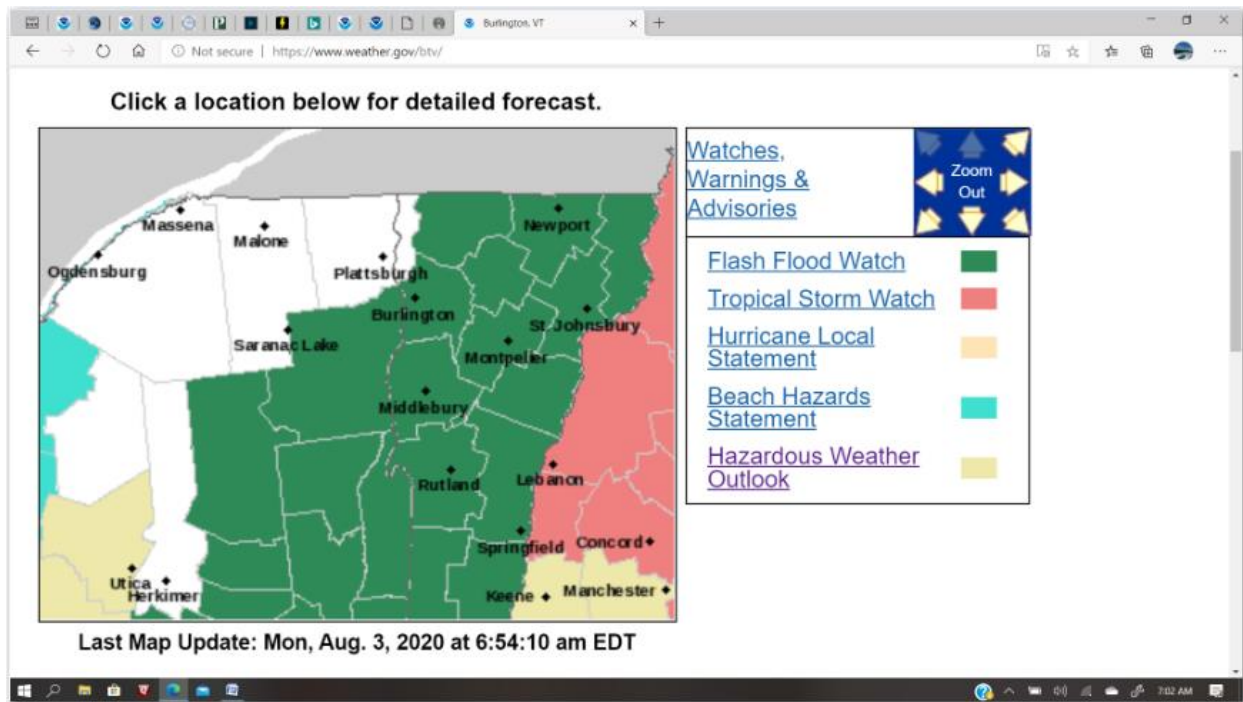 Burlington, VT
Not secure | https://www.weather.gov/btv/
Click a location below for detailed forecast.
Massena
Malone
Newport
Ogdensburg
Plattsburgh
Burlington
St. Johnsbury
Saranac Lake
Montpelier
Middlebury
Rutland
Lebanon
Springfield
Concord
Utica
Herkimer
Keene
Manchester
Last Map Update: Mon, Aug. 3, 2020 at 6:54:10 am EDT
Watches,
Warnings &
Advisories
Zoom
Out
Flash Flood Watch
Tropical Storm Watch
Hurricane Local
Statement
Beach Hazards
Statement
Hazardous Weather
Outlook
7:02 AM